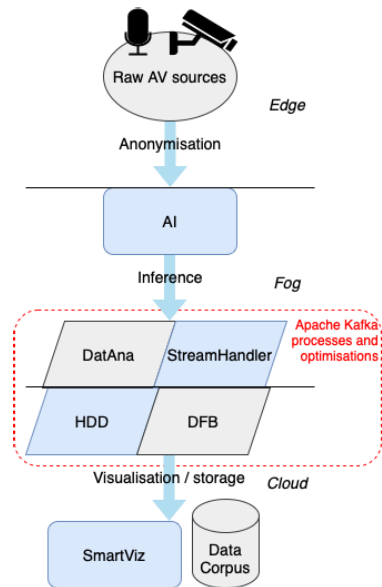 Raw AV sources
Edge
Anonymisation
AI
Inference
Fog
Apache Kafka
processes and
optimisations
DatAna
StreamHandler
HDD
DFB
Visualisation / storage
Cloud
SmartViz
Data
Corpus